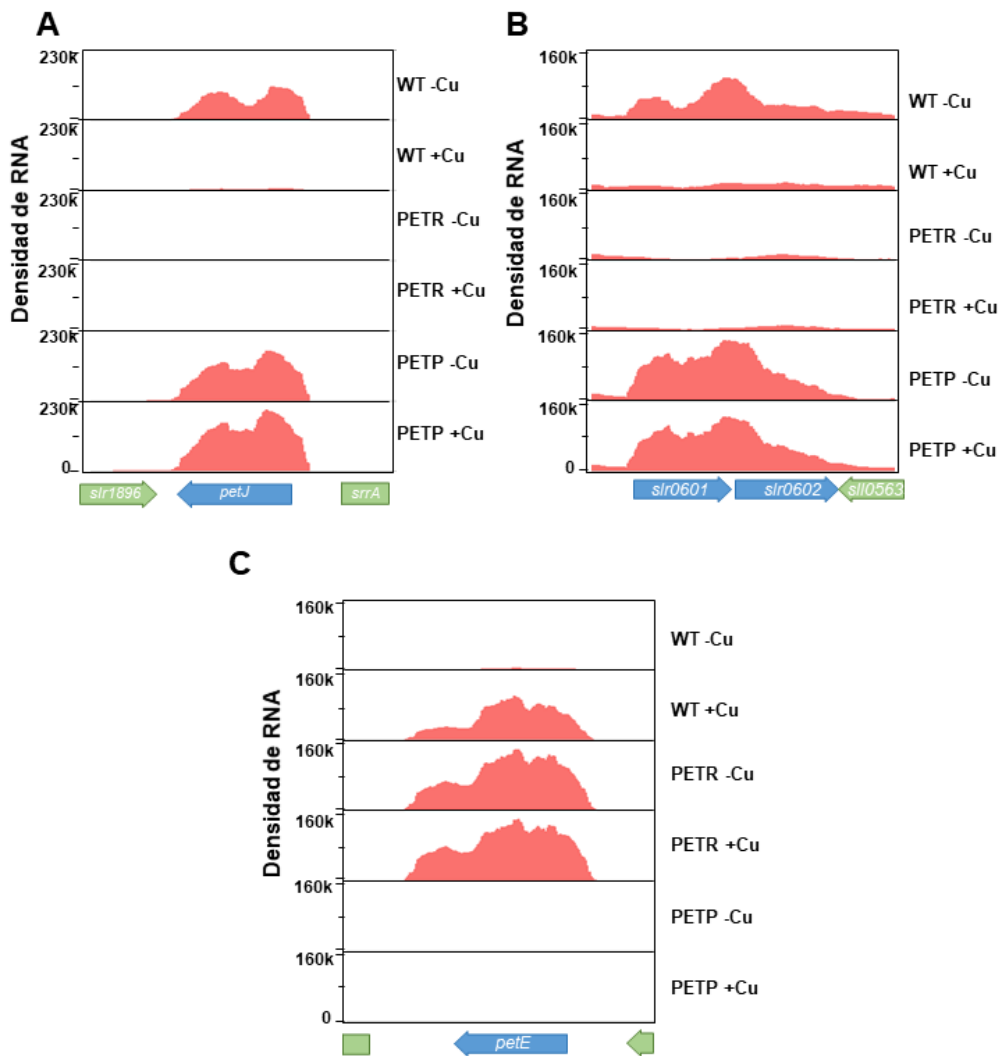 A
230k
WT -Cu
230k
WT +Cu
230k
PETR -Cu
230k
PETR +Cu
230k
PETP -Cu
230k
PETP +Cu
0
Densidad de RNA
slr1896
petJ
srrA
B
160k
WT -Cu
160k
WT +Cu
160k
PETR -Cu
160k
PETR +Cu
160k
PETP -Cu
160k
PETP +Cu
0
Densidad de RNA
slr0601
slr0602
sll0563
C
160k
WT -Cu
160k
WT +Cu
160k
PETR -Cu
160k
PETR +Cu
160k
PETP -Cu
160k
PETP +Cu
0
Densidad de RNA
petE